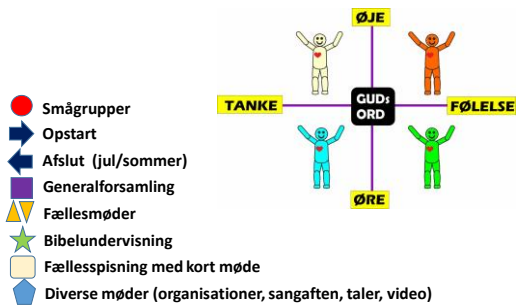 ØJE
TANKE
GUDs
ORD
FØLELSE
ØRE
Smågrupper
Opstart
Afslut (jul/sommer)
Generalforsamling
Fællesmøder
Bibelundervisning
Fællesspisning med kort møde
Diverse møder (organisationer, sangaften, taler, video)